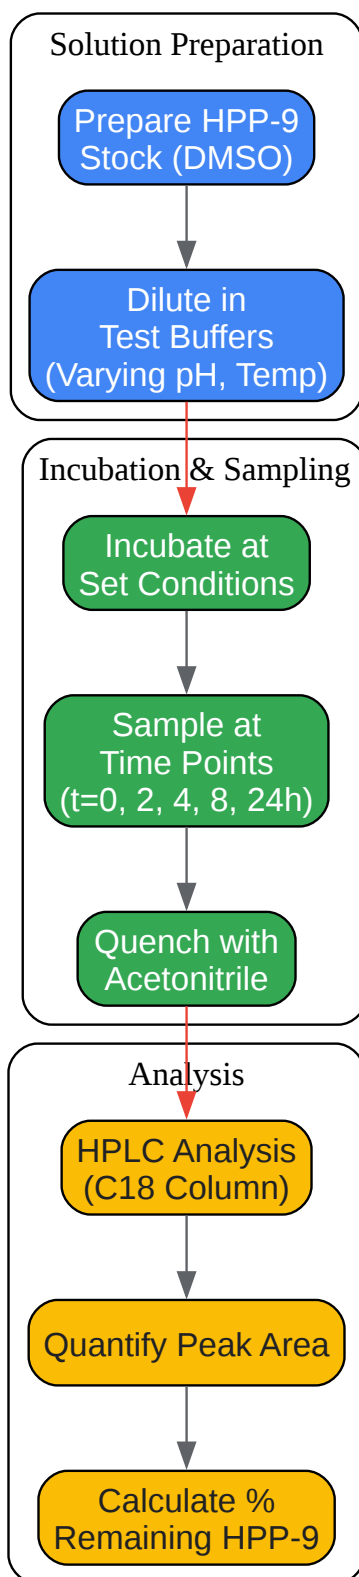 Solution Preparation
Prepare HPP-9
Stock (DMSO)
Dilute in
Test Buffers
(Varying pH, Temp)
Incubation & Sampling
Incubate at
Set Conditions
Sample at
Time Points
(t=0, 2, 4, 8, 24h)
Quench with
Acetonitrile
Analysis
HPLC Analysis
(C18 Column)
Quantify Peak Area
Calculate %
Remaining HPP-9